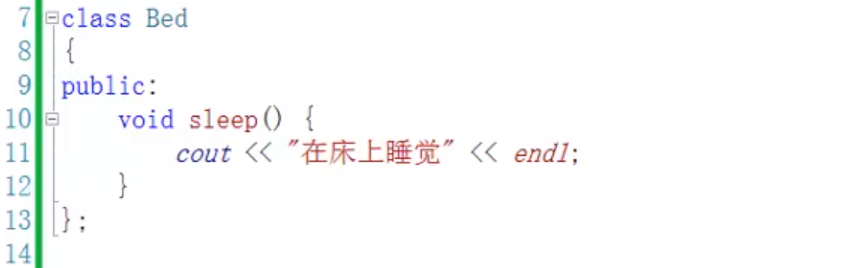 7 class Bed
8 {
9 public:
10 void sleep() {
11 cout << "在床上睡觉" << endl;
12 }
13 };
14